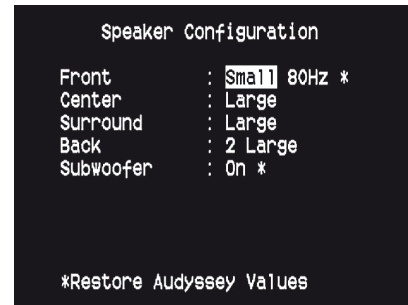 Speaker Configuration
Front : Small 80Hz *
Center : Large
Surround : Large
Back : 2 Large
Subwoofer : On *
*Restore Audyssey Values